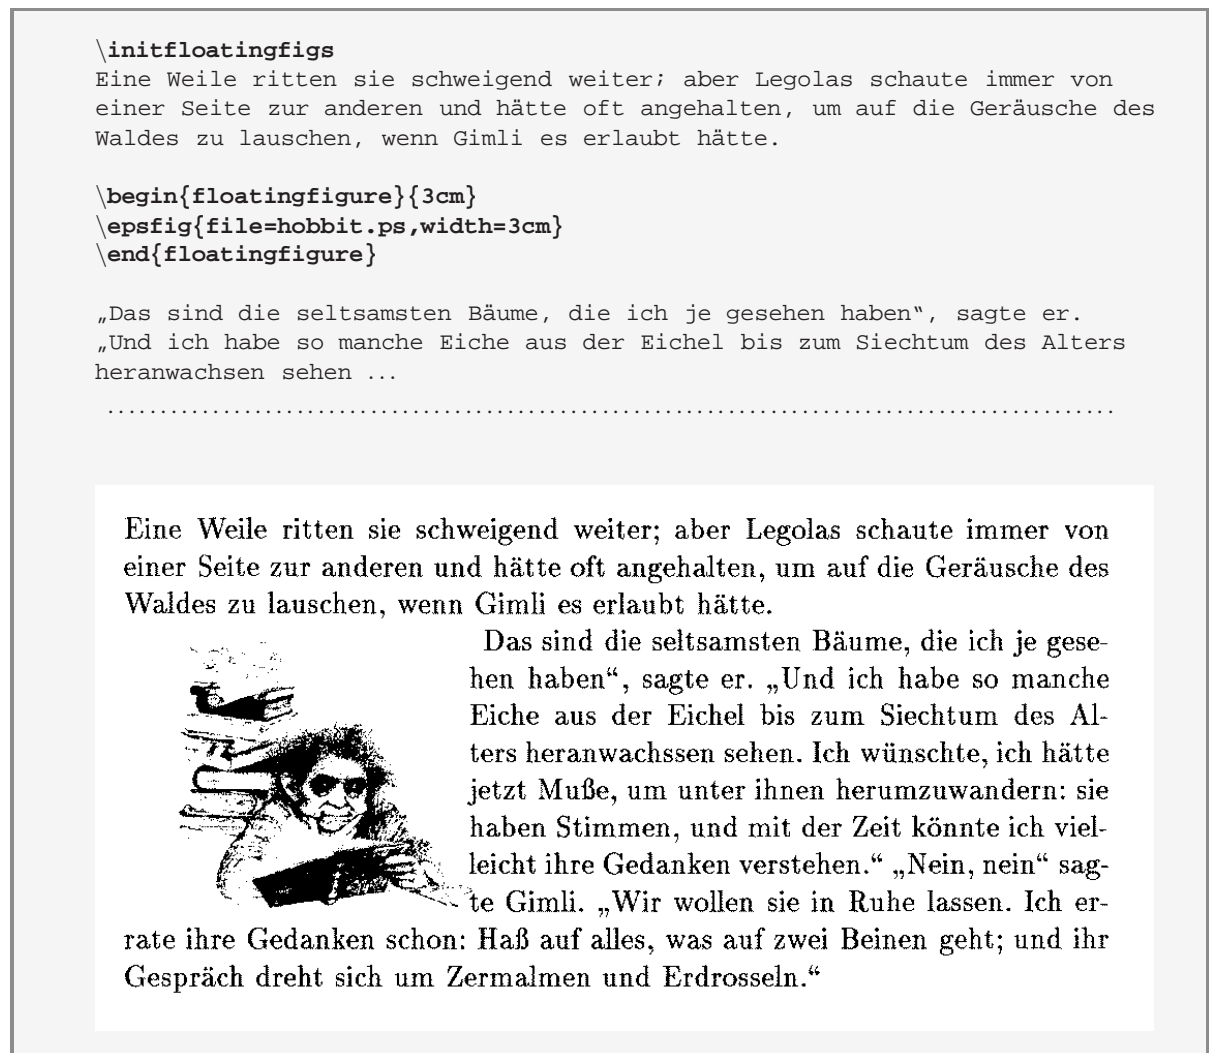 \initfloatingfigs
Eine Weile ritten sie schweigend weiter; aber Legolas schaute immer von
einer Seite zur anderen und hätte oft angehalten, um auf die Geräusche des
Waldes zu lauschen, wenn Gimli es erlaubt hätte.
\begin{floatingfigure}{3cm}
\epsfig{file=hobbit.ps,width=3cm}
\end{floatingfigure}
„Das sind die seltsamsten Bäume, die ich je gesehen haben‟, sagte er.
„Und ich habe so manche Eiche aus der Eichel bis zum Siechtum des Alters
heranwachsen sehen ...
Eine Weile ritten sie schweigend weiter; aber Legolas schaute immer von
einer Seite zur anderen und hätte oft angehalten, um auf die Geräusche des
Waldes zu lauschen, wenn Gimli es erlaubt hätte.
Das sind die seltsamsten Bäume, die ich je gese-
hen haben“, sagte er. „Und ich habe so manche
Eiche aus der Eichel bis zum Siechtum des Al-
ters heranwachssen sehen. Ich wünschte, ich hätte
jetzt Muße, um unter ihnen herumzuwandern: sie
haben Stimmen, und mit der Zeit könnte ich viel-
leicht ihre Gedanken verstehen.“ „Nein, nein“ sag-
te Gimli. „Wir wollen sie in Ruhe lassen. Ich er-
rate ihre Gedanken schon: Haß auf alles, was auf zwei Beinen geht; und ihr
Gespräch dreht sich um Zermalmen und Erdrosseln.“